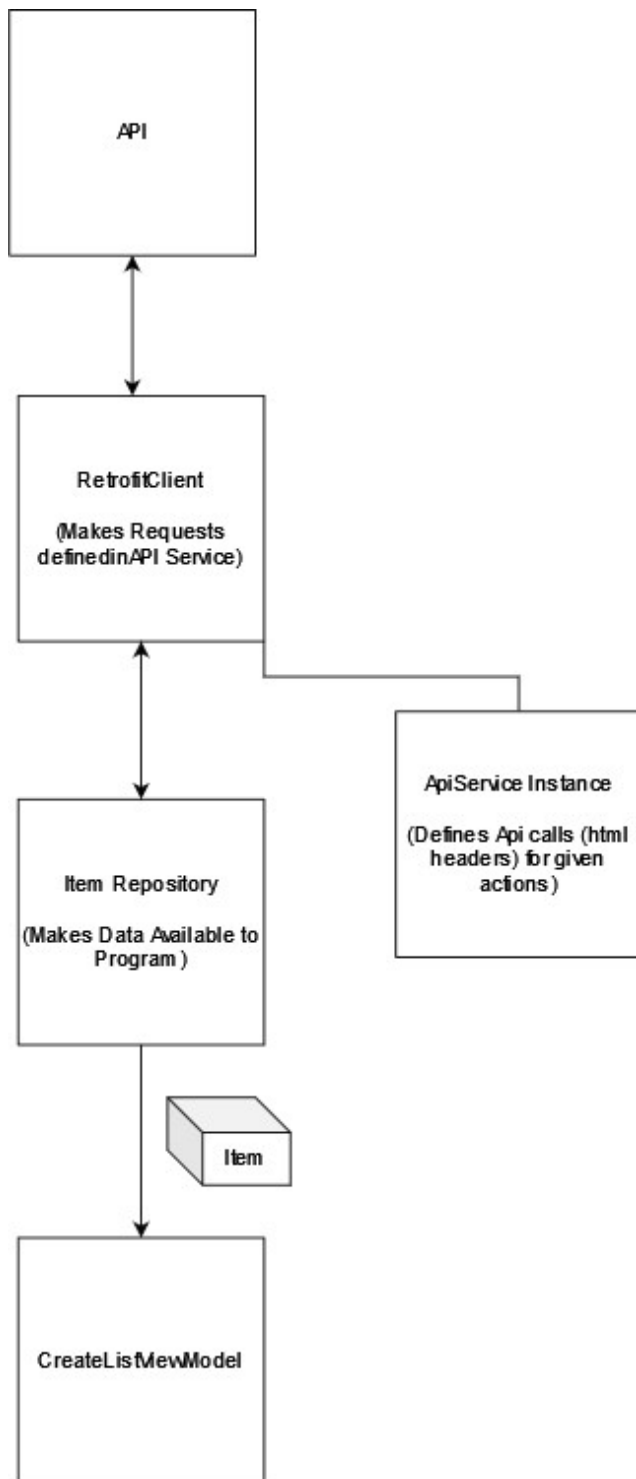 API
RetrofitClient
(Makes Requests
definedinAPI Service)
ApiService Instance
(Defines Api calls (html
headers) for given
actions)
Item Repository
(Makes Data Available to
Program)
Item
CreateListViewModel